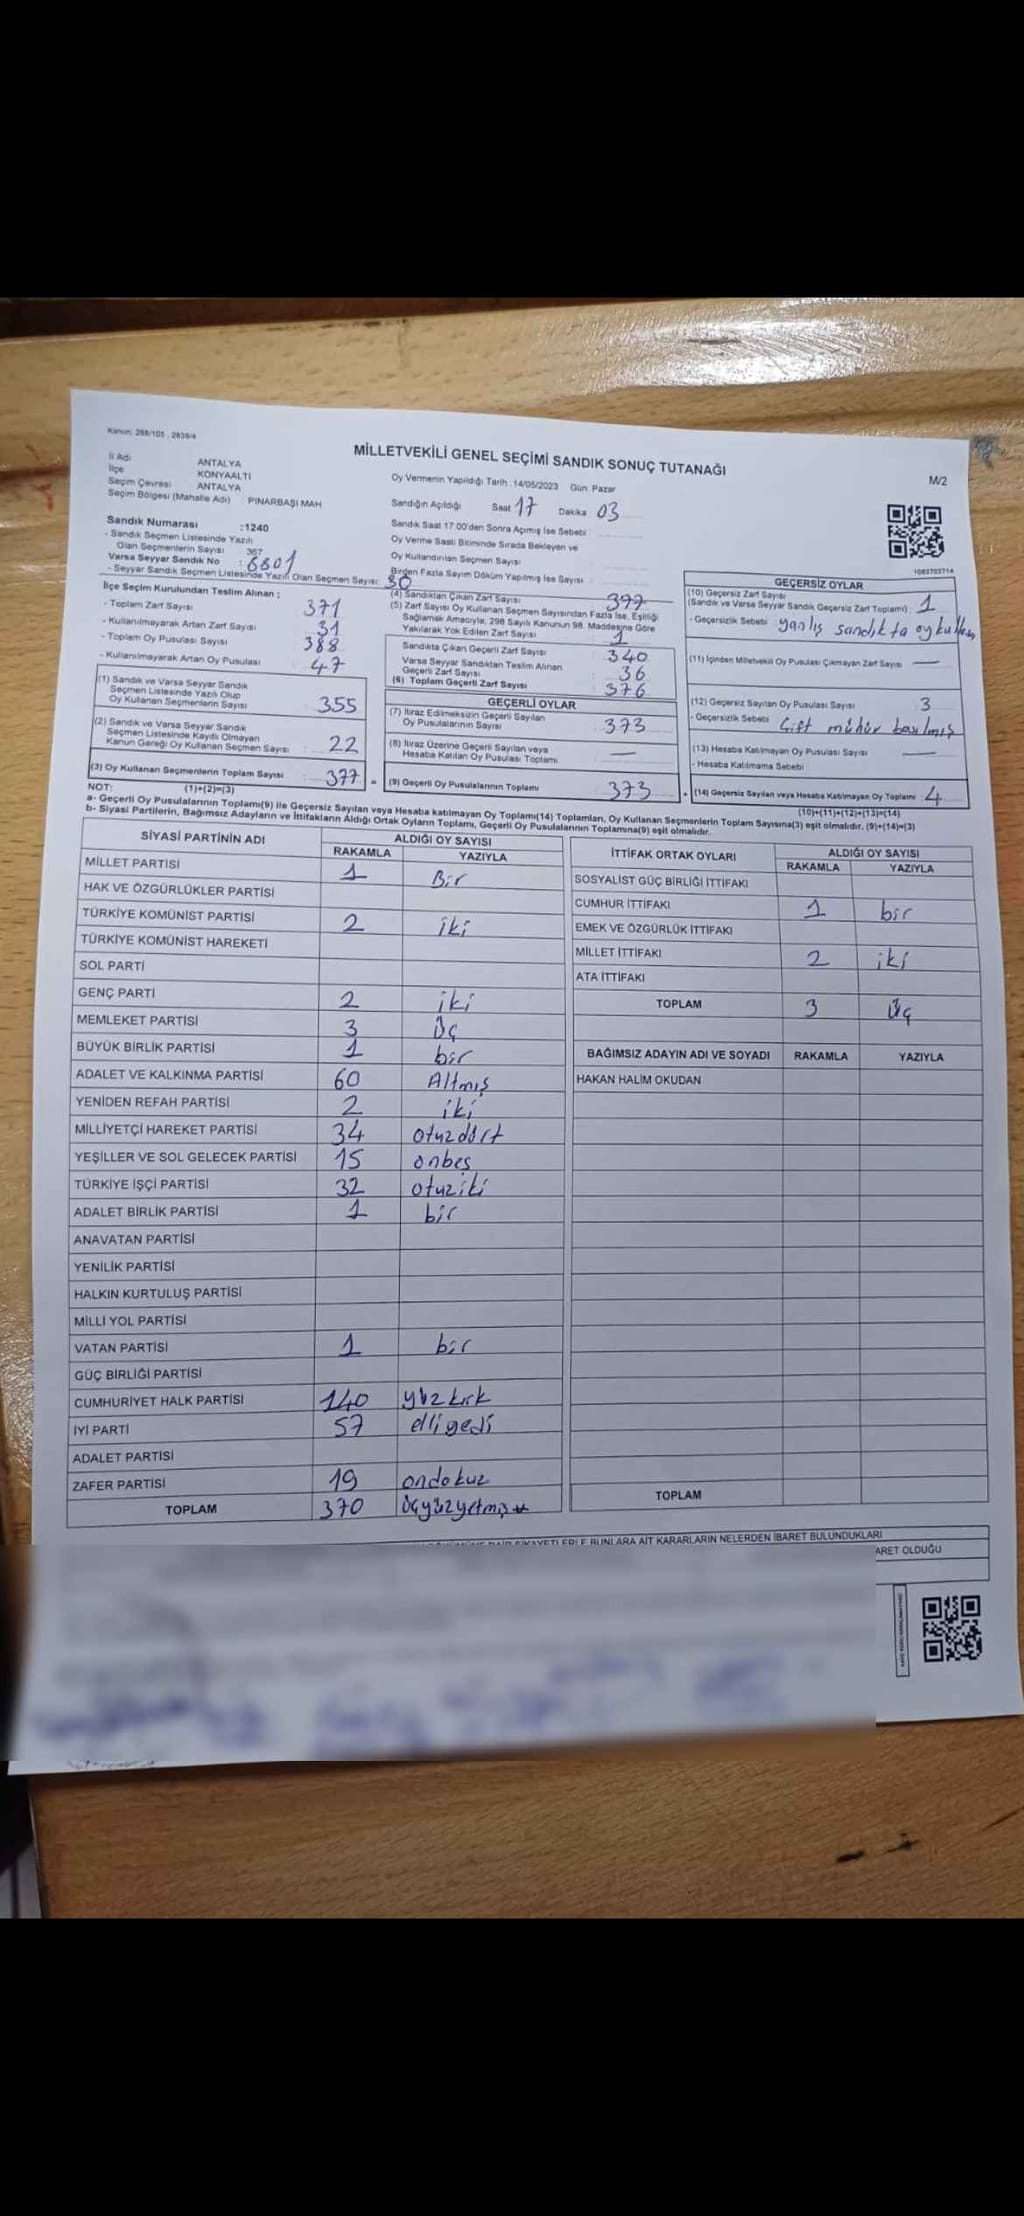 Kanun: 298/105 , 2839/4
MİLLETVEKİLİ GENEL SEÇİMİ SANDIK SONUÇ TUTANAĞI
M/2
İl Adı ANTALYA
İlçe KONYAALTI
Seçim Çevresi ANTALYA
Seçim Bölgesi (Mahalle Adı) PINARBAŞI MAH
Sandık Numarası :1240
- Sandık Seçmen Listesinde Yazılı
Olan Seçmenlerin Sayısı 367
Varsa Seyyar Sandık No : 6801
- Seyyar Sandık Seçmen Listesinde Yazılı Olan Seçmen Sayısı: 30
Oy Vermenin Yapıldığı Tarih :14/05/2023 Gün: Pazar
Sandığın Açıldığı Saat 17 Dakika 03
Sandık Saat 17:00'den Sonra Açımış İse Sebebi
Oy Verme Saati Bitiminde Sırada Bekleyen ve
Oy Kullandırılan Seçmen Sayısı
Birden Fazla Sayım Döküm Yapılmış İse Sayısı
1083703714
İlçe Seçim Kurulundan Teslim Alınan ;
- Toplam Zarf Sayısı 371
- Kullanılmayarak Artan Zarf Sayısı 31
- Toplam Oy Pusulası Sayısı 388
- Kullanılmayarak Artan Oy Pusulası 47
(1) Sandık ve Varsa Seyyar Sandık
Seçmen Listesinde Yazılı Olup
Oy Kullanan Seçmenlerin Sayısı : 355
(2) Sandık ve Varsa Seyyar Sandık
Seçmen Listesinde Kayıtlı Olmayan
Kanun Gereği Oy Kullanan Seçmen Sayısı : 22
(3) Oy Kullanan Seçmenlerin Toplam Sayısı : 377 =
(4) Sandıktan Çıkan Zarf Sayısı : 377
(5) Zarf Sayısı Oy Kullanan Seçmen Sayısından Fazla İse, Eşitliği
Sağlamak Amacıyla, 298 Sayılı Kanunun 98. Maddesine Göre
Yakılarak Yok Edilen Zarf Sayısı : 1
Sandıkta Çıkan Geçerli Zarf Sayısı : 340
Varsa Seyyar Sandıktan Teslim Alınan
Geçerli Zarf Sayısı : 36
(6) Toplam Geçerli Zarf Sayısı : 376
GEÇERLİ OYLAR
(7) İtiraz Edilmeksizin Geçerli Sayılan
Oy Pusulalarının Sayısı : 373
(8) İtiraz Üzerine Geçerli Sayılan veya
Hesaba Katılan Oy Pusulası Toplamı : —
(9) Geçerli Oy Pusulalarının Toplamı : 373 +
GEÇERSİZ OYLAR
(10) Geçersiz Zarf Sayısı
(Sandık ve Varsa Seyyar Sandık Geçersiz Zarf Toplamı) : 1
- Geçersizlik Sebebi yanlış sandıkta oy kullanma
(11) İçinden Milletvekili Oy Pusulası Çıkmayan Zarf Sayısı : —
(12) Geçersiz Sayılan Oy Pusulası Sayısı : 3
- Geçersizlik Sebebi Çift mühür basılmış
(13) Hesaba Katılmayan Oy Pusulası Sayısı : —
- Hesaba Katılmama Sebebi
(14) Geçersiz Sayılan veya Hesaba Katılmayan Oy Toplamı : 4
NOT: (1)+(2)=(3)
(10)+(11)+(12)+(13)=(14)
a- Geçerli Oy Pusulalarının Toplamı(9) ile Geçersiz Sayılan veya Hesaba katılmayan Oy Toplamı(14) Toplamları, Oy Kullanan Seçmenlerin Toplam Sayısına(3) eşit olmalıdır. (9)+(14)=(3)
b- Siyasi Partilerin, Bağımsız Adayların ve İttifakların Aldığı Ortak Oyların Toplamı, Geçerli Oy Pusulalarının Toplamına(9) eşit olmalıdır.
SİYASİ PARTİNİN ADI ALDIĞI OY SAYISI
RAKAMLA YAZIYLA
MİLLET PARTİSİ 1 Bir
HAK VE ÖZGÜRLÜKLER PARTİSİ
TÜRKİYE KOMÜNİST PARTİSİ 2 iki
TÜRKİYE KOMÜNİST HAREKETİ
SOL PARTİ
GENÇ PARTİ 2 iki
MEMLEKET PARTİSİ 3 Üç
BÜYÜK BİRLİK PARTİSİ 1 bir
ADALET VE KALKINMA PARTİSİ 60 Altmış
YENİDEN REFAH PARTİSİ 2 iki
MİLLİYETÇİ HAREKET PARTİSİ 34 otuzdört
YEŞİLLER VE SOL GELECEK PARTİSİ 15 onbeş
TÜRKİYE İŞÇİ PARTİSİ 32 otuziki
ADALET BİRLİK PARTİSİ 1 bir
ANAVATAN PARTİSİ
YENİLİK PARTİSİ
HALKIN KURTULUŞ PARTİSİ
MİLLİ YOL PARTİSİ
VATAN PARTİSİ 1 bir
GÜÇ BİRLİĞİ PARTİSİ
CUMHURİYET HALK PARTİSİ 140 yüzkırk
İYİ PARTİ 57 elliyedi
ADALET PARTİSİ
ZAFER PARTİSİ 19 ondokuz
TOPLAM 370 üçyüzyetmiş
İTTİFAK ORTAK OYLARI ALDIĞI OY SAYISI
RAKAMLA YAZIYLA
SOSYALİST GÜÇ BİRLİĞİ İTTİFAKI
CUMHUR İTTİFAKI 1 bir
EMEK VE ÖZGÜRLÜK İTTİFAKI
MİLLET İTTİFAKI 2 iki
ATA İTTİFAKI
TOPLAM 3 üç
BAĞIMSIZ ADAYIN ADI VE SOYADI RAKAMLA YAZIYLA
HAKAN HALİM OKUDAN
TOPLAM
BUNLARA AİT KARARLARIN NELERDEN İBARET BULUNDUKLARI
OLDUĞU